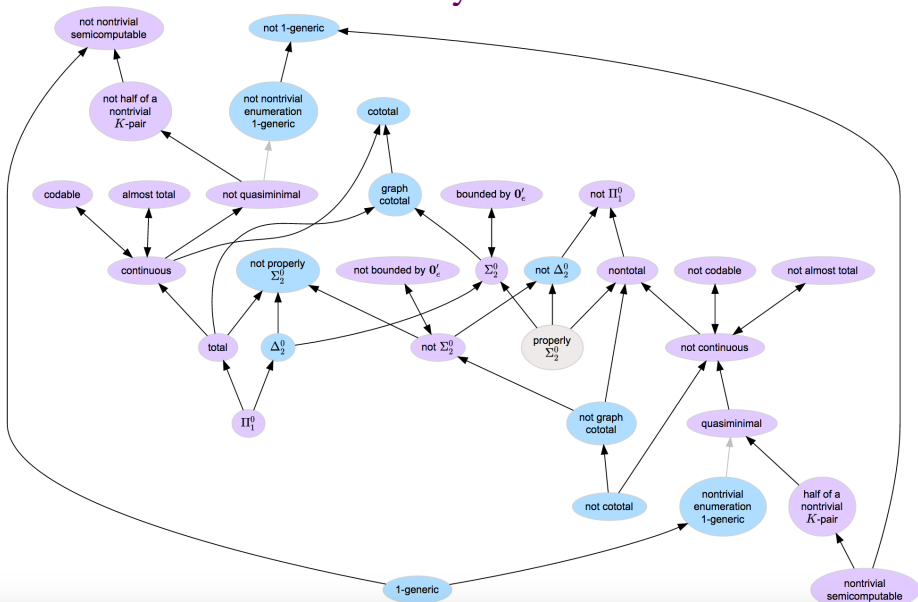 not nontrivial
semicomputable
not 1-generic
not half of a
nontrivial
K-pair
not nontrivial
enumeration
1-generic
cototal
codable
almost total
not quasiminimal
graph
cototal
bounded by 0′ₑ
not Π⁰₁
continuous
not properly
Σ⁰₂
not bounded by 0′ₑ
Σ⁰₂
not Δ⁰₂
nontotal
not codable
not almost total
total
Δ⁰₂
not Σ⁰₂
properly
Σ⁰₂
not continuous
Π⁰₁
not graph
cototal
quasiminimal
not cototal
nontrivial
enumeration
1-generic
half of a
nontrivial
K-pair
1-generic
nontrivial
semicomputable